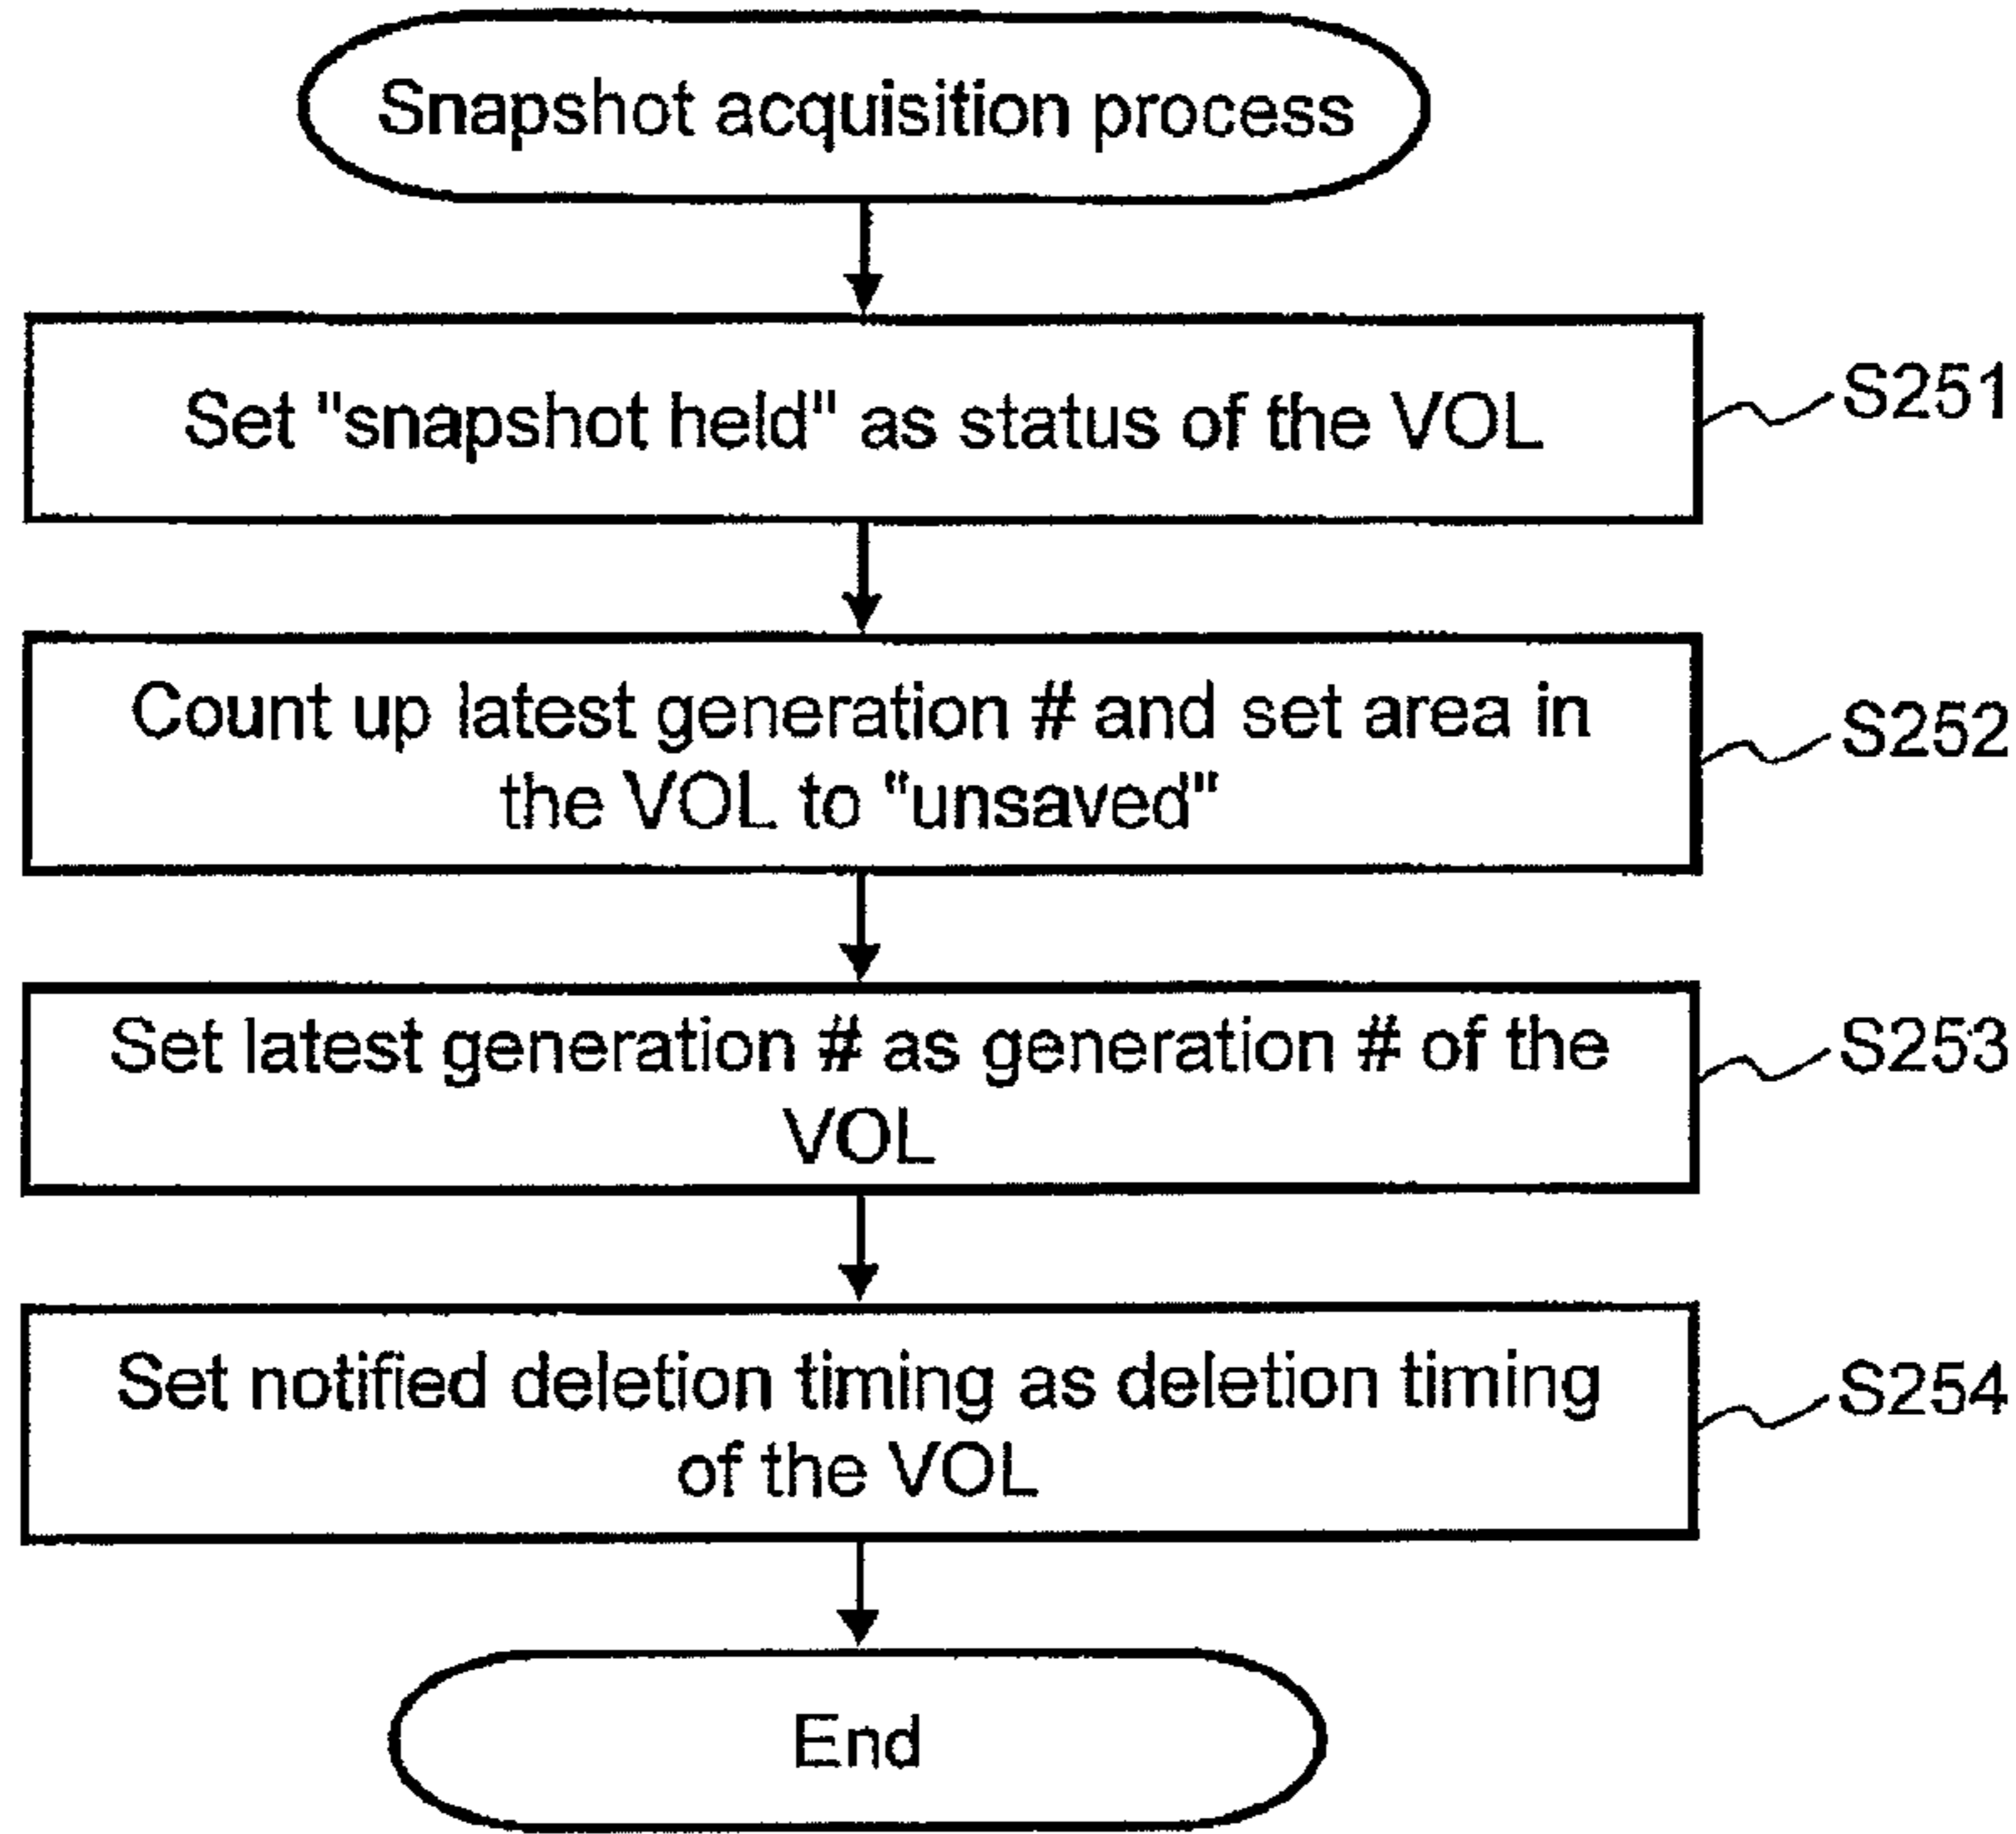 Snapshot acquisition process
Set "snapshot held" as status of the VOL
S251
Count up latest generation # and set area in
the VOL to "unsaved"
S252
Set latest generation # as generation # of the
VOL
S253
Set notified deletion timing as deletion timing
of the VOL
S254
End